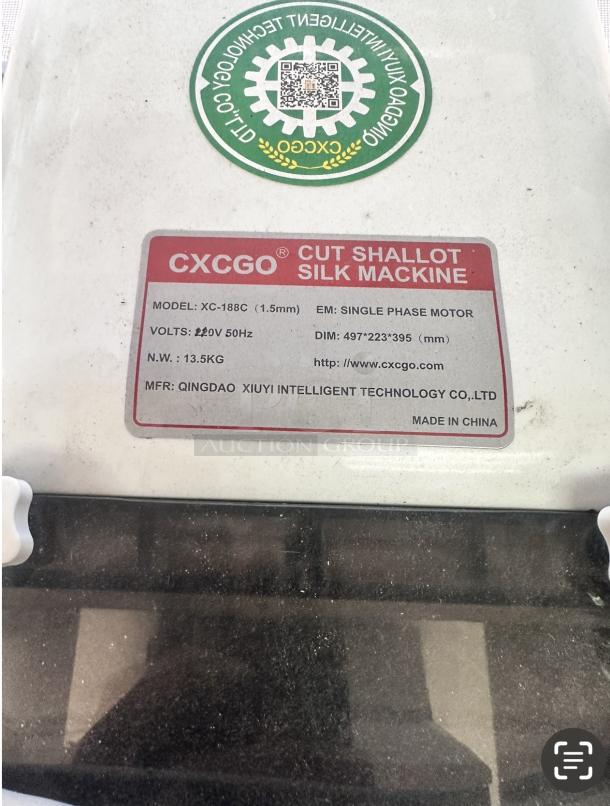 QINGDAO XIUYI INTELLIGENT TECHNOLOGY CO.,LTD
CXCGO
CXCGO® CUT SHALLOT
SILK MACKINE
MODEL: XC-188C (1.5mm) EM: SINGLE PHASE MOTOR
VOLTS: 50Hz DIM: 497*223*395 (mm)
N.W. : 13.5KG http: //www.cxcgo.com
MFR: QINGDAO XIUYI INTELLIGENT TECHNOLOGY CO,.LTD
MADE IN CHINA
AUCTION GROUP